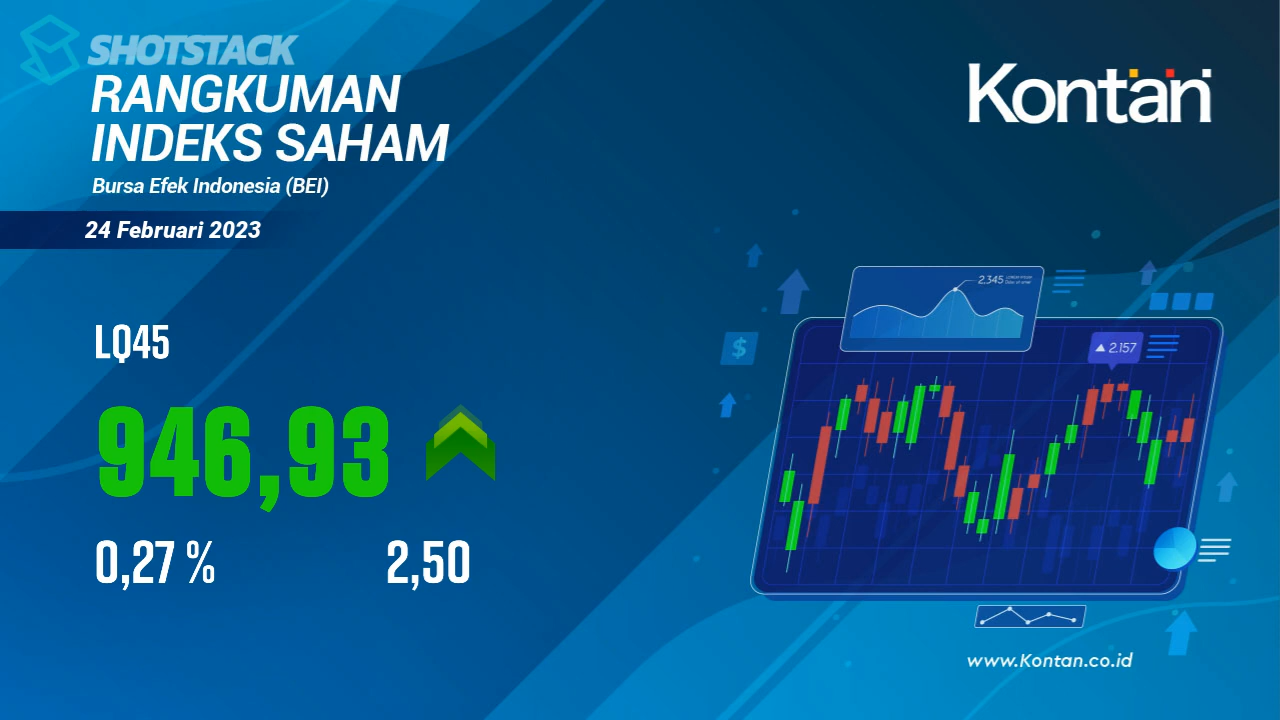 SHOTSTACK
RANGKUMAN
INDEKS SAHAM
Bursa Efek Indonesia (BEI)
24 Februari 2023
Kontan
LQ45
946,93
0,27 %
2,50
2,345
2.157
$
www.Kontan.co.id